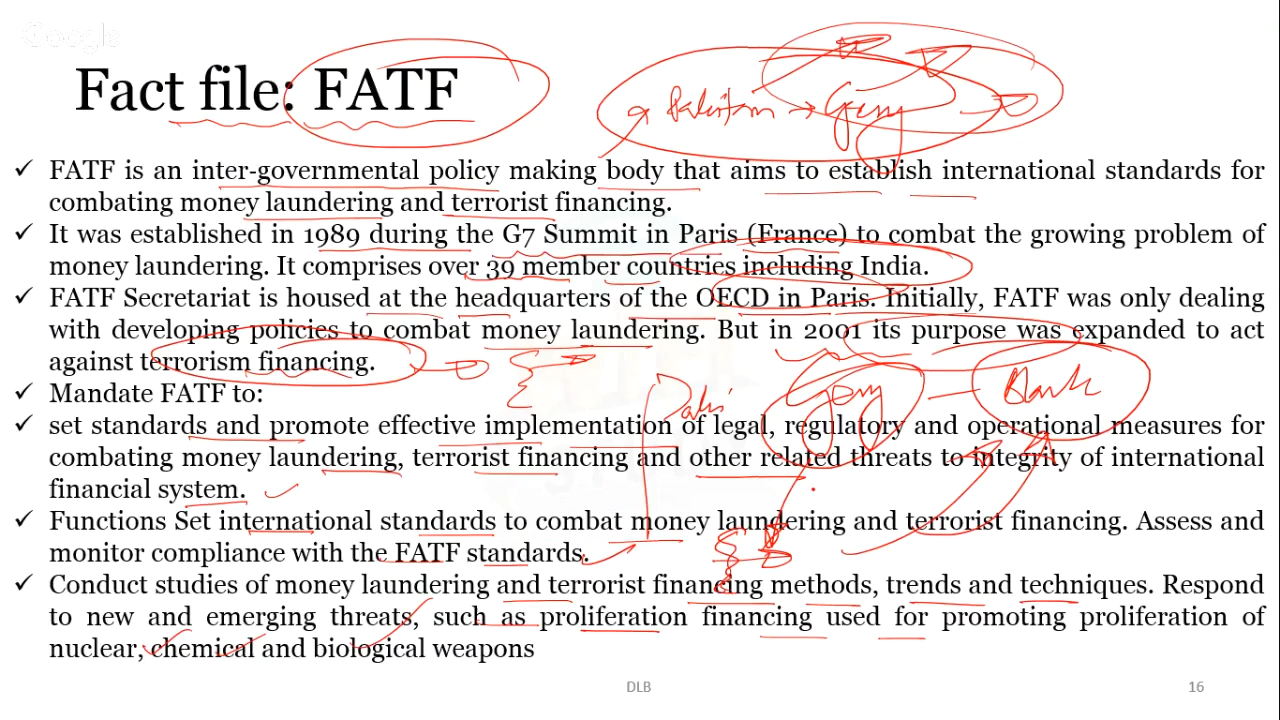 Google
Fact file: FATF
Pakistan → Grey
✓ FATF is an inter-governmental policy making body that aims to establish international standards for
combating money laundering and terrorist financing.
✓ It was established in 1989 during the G7 Summit in Paris (France) to combat the growing problem of
money laundering. It comprises over 39 member countries including India.
✓ FATF Secretariat is housed at the headquarters of the OECD in Paris. Initially, FATF was only dealing
with developing policies to combat money laundering. But in 2001 its purpose was expanded to act
against terrorism financing.
✓ Mandate FATF to:
Grey
✓ set standards and promote effective implementation of legal, regulatory and operational measures for
combating money laundering, terrorist financing and other related threats to integrity of international
financial system.
✓ Functions Set international standards to combat money laundering and terrorist financing. Assess and
monitor compliance with the FATF standards.
✓ Conduct studies of money laundering and terrorist financing methods, trends and techniques. Respond
to new and emerging threats, such as proliferation financing used for promoting proliferation of
nuclear, chemical and biological weapons
DLB
16